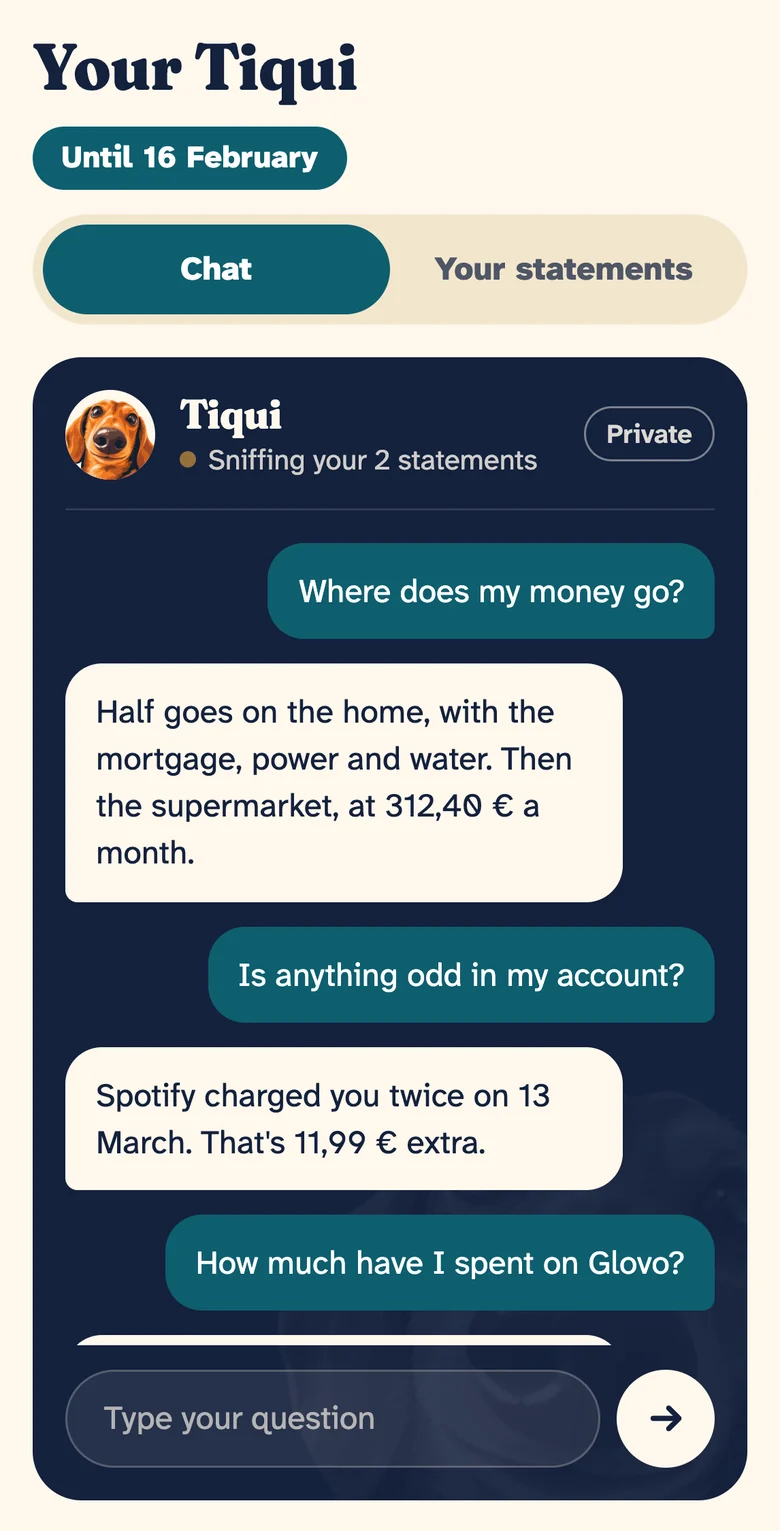 Your Tiqui
Until 16 February
Chat
Your statements
Tiqui
Sniffing your 2 statements
Private
Where does my money go?
Half goes on the home, with the
mortgage, power and water. Then
the supermarket, at 312,40 € a
month.
Is anything odd in my account?
Spotify charged you twice on 13
March. That's 11,99 € extra.
How much have I spent on Glovo?
Type your question